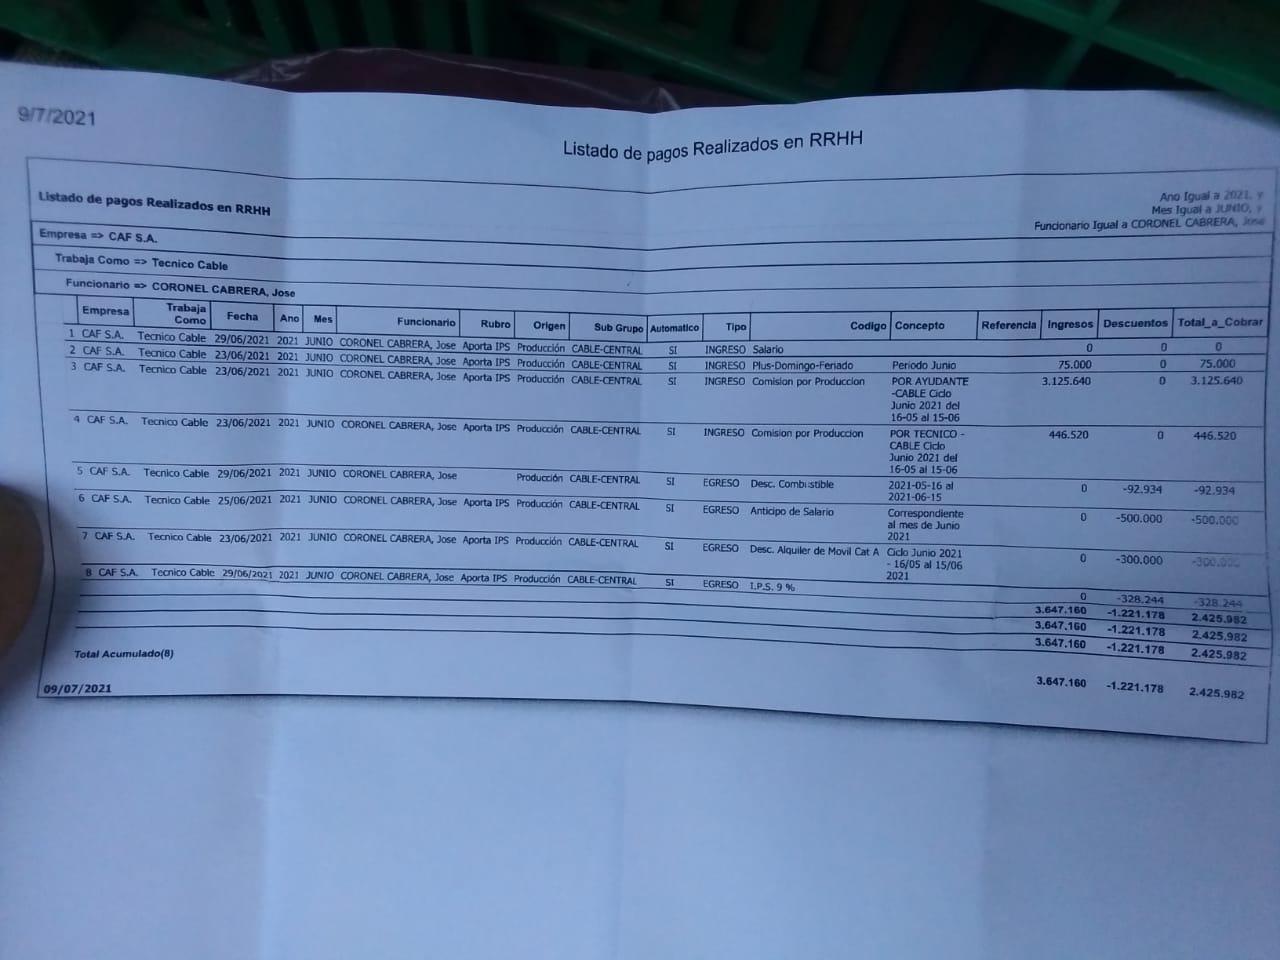 9/7/2021
Listado de pagos Realizados en RRHH
Ano Igual a 2021, y
Listado de pagos Realizados en RRHH
Mes Igual a JUNIO, y
Funcionario Igual a CORONEL CABRERA, Jose
Empresa => CAF S.A.
Trabaja Como => Tecnico Cable
Funcionario => CORONEL CABRERA, Jose
Empresa Trabaja Como Fecha Ano Mes Funcionario Rubro Origen Sub Grupo Automatico Tipo Codigo Concepto Referencia Ingresos Descuentos Total_a_Cobrar
1 CAF S.A. Tecnico Cable 29/06/2021 2021 JUNIO CORONEL CABRERA, Jose Aporta IPS Producción CABLE-CENTRAL SI INGRESO Salario 0 0 0
2 CAF S.A. Tecnico Cable 23/06/2021 2021 JUNIO CORONEL CABRERA, Jose Aporta IPS Producción CABLE-CENTRAL SI INGRESO Plus-Domingo-Feriado Periodo Junio 75.000 0 75.000
3 CAF S.A. Tecnico Cable 23/06/2021 2021 JUNIO CORONEL CABRERA, Jose Aporta IPS Producción CABLE-CENTRAL SI INGRESO Comision por Produccion POR AYUDANTE 3.125.640 0 3.125.640
-CABLE Ciclo
Junio 2021 del
16-05 al 15-06
4 CAF S.A. Tecnico Cable 23/06/2021 2021 JUNIO CORONEL CABRERA, Jose Aporta IPS Producción CABLE-CENTRAL SI INGRESO Comision por Produccion POR TECNICO - 446.520 0 446.520
CABLE Ciclo
Junio 2021 del
16-05 al 15-06
5 CAF S.A. Tecnico Cable 29/06/2021 2021 JUNIO CORONEL CABRERA, Jose Producción CABLE-CENTRAL SI EGRESO Desc. Combustible 2021-05-16 al 0 -92.934 -92.934
2021-06-15
6 CAF S.A. Tecnico Cable 25/06/2021 2021 JUNIO CORONEL CABRERA, Jose Aporta IPS Producción CABLE-CENTRAL SI EGRESO Anticipo de Salario Correspondiente 0 -500.000 -500.000
al mes de Junio
2021
7 CAF S.A. Tecnico Cable 23/06/2021 2021 JUNIO CORONEL CABRERA, Jose Aporta IPS Producción CABLE-CENTRAL SI EGRESO Desc. Alquiler de Movil Cat A Ciclo Junio 2021 0 -300.000 -300.000
- 16/05 al 15/06
2021
8 CAF S.A. Tecnico Cable 29/06/2021 2021 JUNIO CORONEL CABRERA, Jose Aporta IPS Producción CABLE-CENTRAL SI EGRESO I.P.S. 9 % 0 -328.244 -328.244
3.647.160 -1.221.178 2.425.982
3.647.160 -1.221.178 2.425.982
3.647.160 -1.221.178 2.425.982
Total Acumulado(8) 3.647.160 -1.221.178 2.425.982
09/07/2021